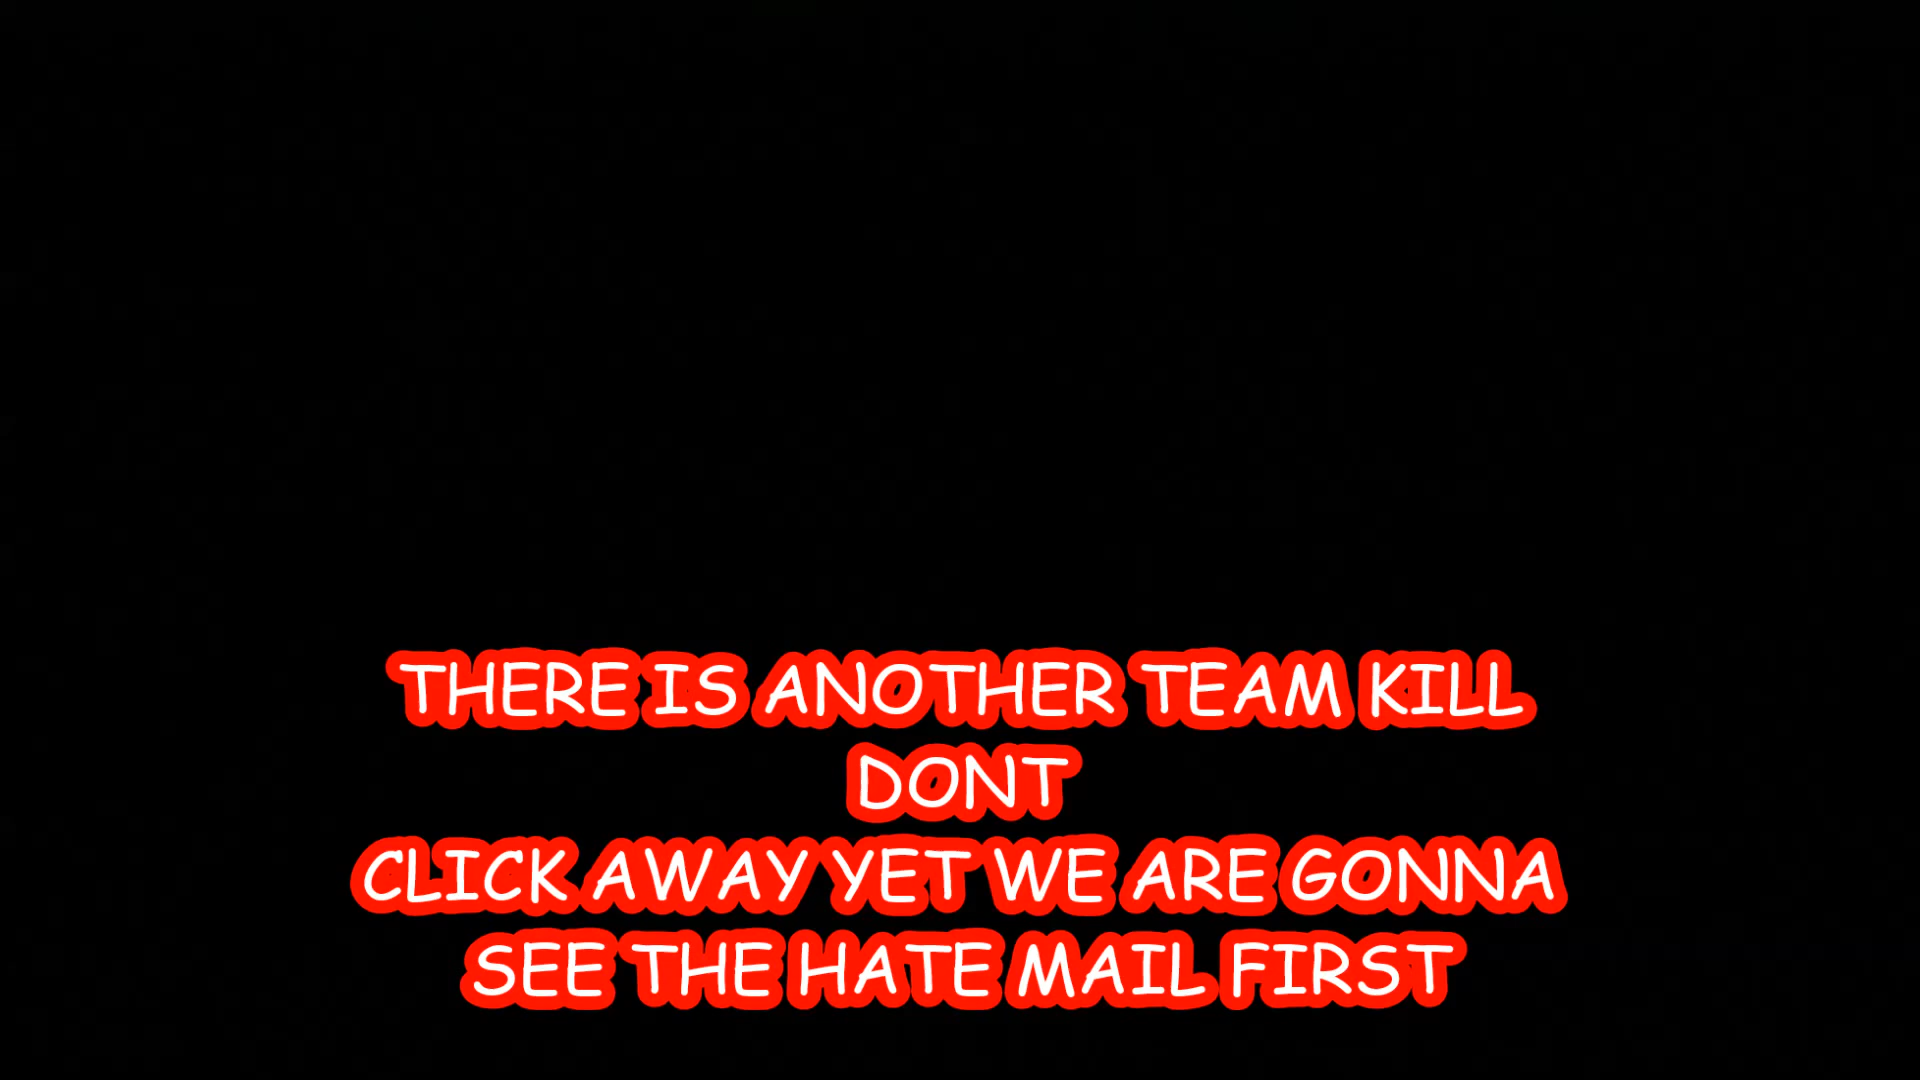 THERE IS ANOTHER TEAM KILL
DONT
CLICK AWAY YET WE ARE GONNA
SEE THE HATE MAIL FIRST